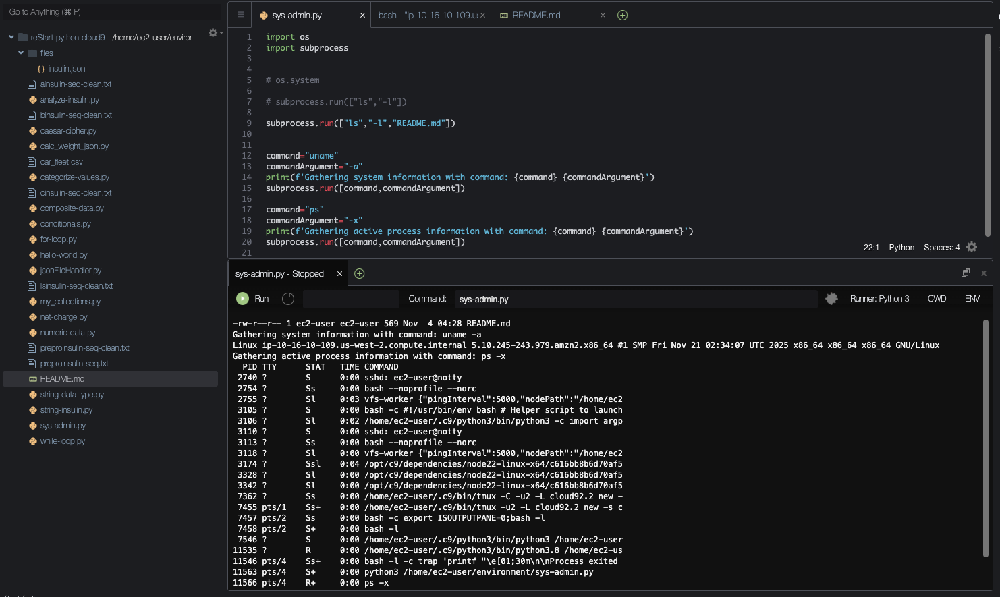 Go to Anything (⌘ P)
reStart-python-cloud9 - /home/ec2-user/enviror
files
{} insulin.json
ainsulin-seq-clean.txt
analyze-insulin.py
binsulin-seq-clean.txt
caesar-cipher.py
calc_weight_json.py
car_fleet.csv
categorize-values.py
cinsulin-seq-clean.txt
composite-data.py
conditionals.py
for-loop.py
hello-world.py
jsonFileHandler.py
lsinsulin-seq-clean.txt
my_collections.py
net-charge.py
numeric-data.py
preproinsulin-seq-clean.txt
preproinsulin-seq.txt
README.md
string-data-type.py
string-insulin.py
sys-admin.py
while-loop.py
sys-admin.py × bash - "ip-10-16-10-109.u × README.md ×
1 import os
2 import subprocess
3
4
5 # os.system
6
7 # subprocess.run(["ls","-l"])
8
9 subprocess.run(["ls","-l","README.md"])
10
11
12 command="uname"
13 commandArgument="-a"
14 print(f'Gathering system information with command: {command} {commandArgument}')
15 subprocess.run([command,commandArgument])
16
17 command="ps"
18 commandArgument="-x"
19 print(f'Gathering active process information with command: {command} {commandArgument}')
20 subprocess.run([command,commandArgument])
21
22:1 Python Spaces: 4
sys-admin.py - Stopped ×
Run Command: sys-admin.py Runner: Python 3 CWD ENV
-rw-r--r-- 1 ec2-user ec2-user 569 Nov  4 04:28 README.md
Gathering system information with command: uname -a
Linux ip-10-16-10-109.us-west-2.compute.internal 5.10.245-243.979.amzn2.x86_64 #1 SMP Fri Nov 21 02:34:07 UTC 2025 x86_64 x86_64 x86_64 GNU/Linux
Gathering active process information with command: ps -x
PID TTY STAT TIME COMMAND
2740 ? S 0:00 sshd: ec2-user@notty
2754 ? Ss 0:00 bash --noprofile --norc
2755 ? Sl 0:03 vfs-worker {"pingInterval":5000,"nodePath":"/home/ec2
3105 ? S 0:00 bash -c #!/usr/bin/env bash # Helper script to launch
3106 ? Sl 0:02 /home/ec2-user/.c9/python3/bin/python3 -c import argp
3110 ? S 0:00 sshd: ec2-user@notty
3113 ? Ss 0:00 bash --noprofile --norc
3118 ? Sl 0:00 vfs-worker {"pingInterval":5000,"nodePath":"/home/ec2
3174 ? Ssl 0:04 /opt/c9/dependencies/node22-linux-x64/c616bb8b6d70af5
3328 ? Sl 0:00 /opt/c9/dependencies/node22-linux-x64/c616bb8b6d70af5
3342 ? Sl 0:00 /opt/c9/dependencies/node22-linux-x64/c616bb8b6d70af5
7362 ? Ss 0:00 /home/ec2-user/.c9/bin/tmux -C -u2 -L cloud92.2 new -
7455 pts/1 Ss+ 0:00 /home/ec2-user/.c9/bin/tmux -u2 -L cloud92.2 new -s c
7457 pts/2 Ss 0:00 bash -c export ISOUTPUTPANE=0;bash -l
7458 pts/2 S+ 0:00 bash -l
7546 ? S 0:00 /home/ec2-user/.c9/python3/bin/python3 /home/ec2-user
11535 ? R 0:00 /home/ec2-user/.c9/python3/bin/python3.8 /home/ec2-us
11546 pts/4 Ss+ 0:00 bash -l -c trap 'printf "\e[01;30m\n\nProcess exited
11563 pts/4 S+ 0:00 python3 /home/ec2-user/environment/sys-admin.py
11566 pts/4 R+ 0:00 ps -x